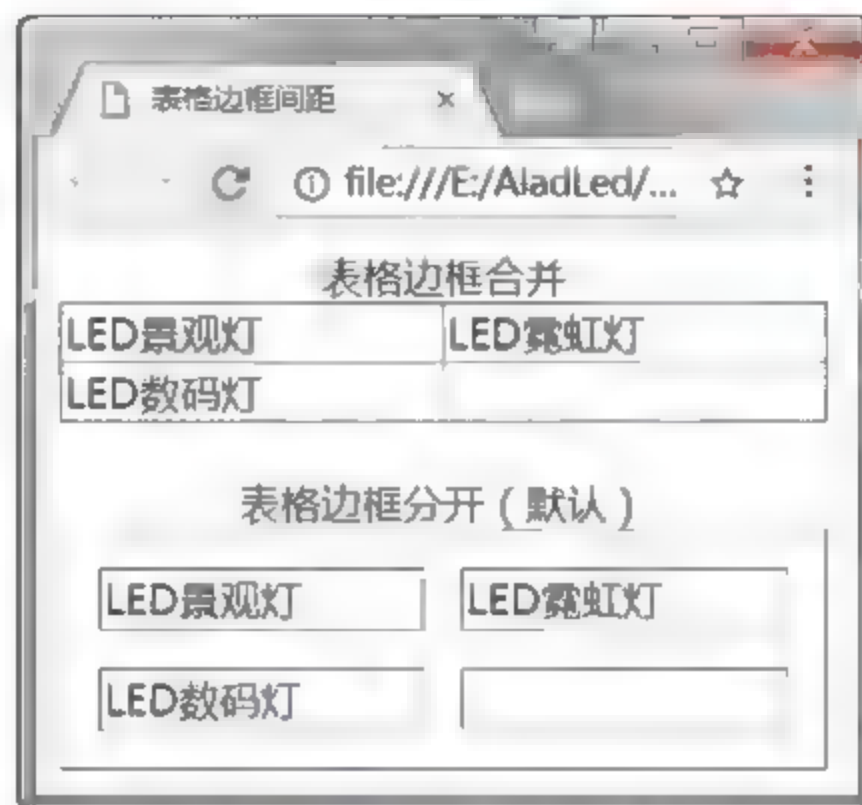 表格边框间距 ×
file:///E:/AladLed/...
表格边框合并
LED景观灯 LED霓虹灯
LED数码灯
表格边框分开（默认）
LED景观灯 LED霓虹灯
LED数码灯